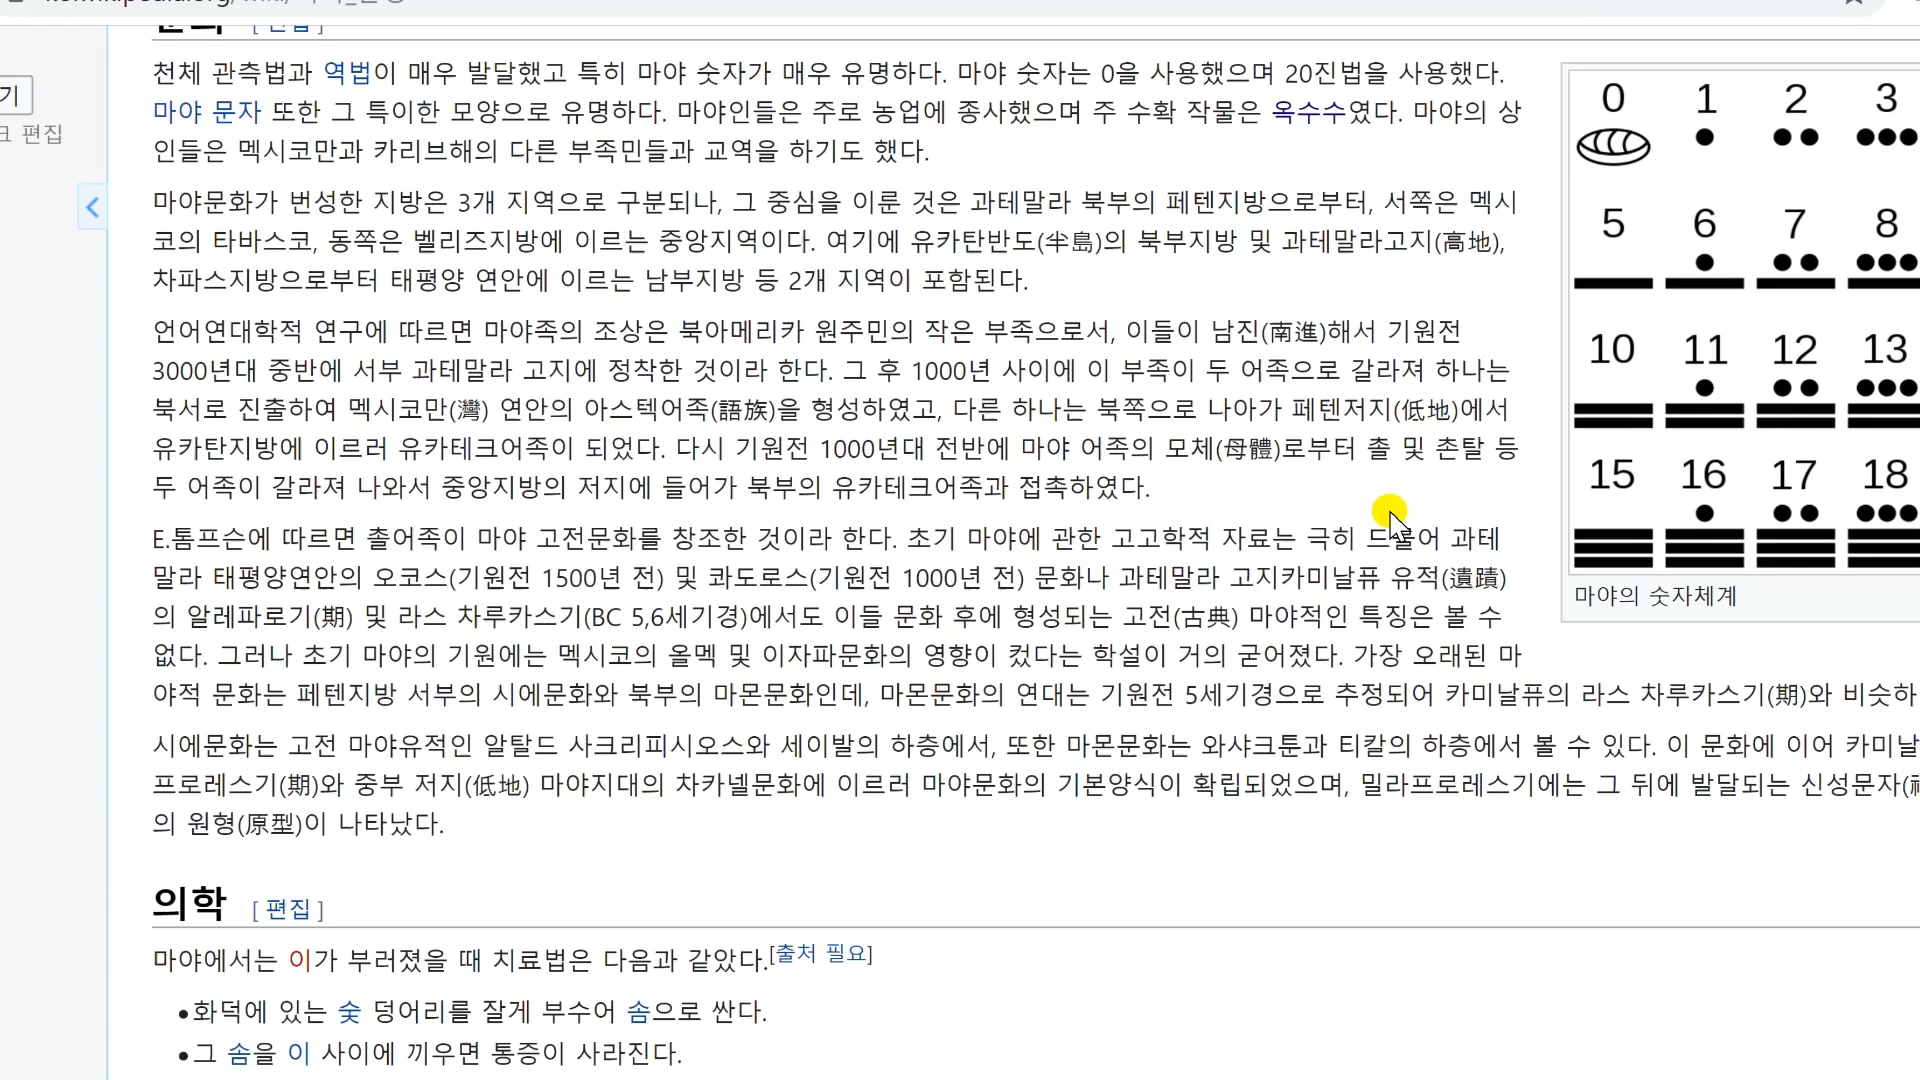 [ 편집 ]
기
크 편집
천체 관측법과 역법이 매우 발달했고 특히 마야 숫자가 매우 유명하다. 마야 숫자는 0을 사용했으며 20진법을 사용했다.
마야 문자 또한 그 특이한 모양으로 유명하다. 마야인들은 주로 농업에 종사했으며 주 수확 작물은 옥수수였다. 마야의 상
인들은 멕시코만과 카리브해의 다른 부족민들과 교역을 하기도 했다.
마야문화가 번성한 지방은 3개 지역으로 구분되나, 그 중심을 이룬 것은 과테말라 북부의 페텐지방으로부터, 서쪽은 멕시
코의 타바스코, 동쪽은 벨리즈지방에 이르는 중앙지역이다. 여기에 유카탄반도(半島)의 북부지방 및 과테말라고지(高地),
차파스지방으로부터 태평양 연안에 이르는 남부지방 등 2개 지역이 포함된다.
언어연대학적 연구에 따르면 마야족의 조상은 북아메리카 원주민의 작은 부족으로서, 이들이 남진(南進)해서 기원전
3000년대 중반에 서부 과테말라 고지에 정착한 것이라 한다. 그 후 1000년 사이에 이 부족이 두 어족으로 갈라져 하나는
북서로 진출하여 멕시코만(灣) 연안의 아스텍어족(語族)을 형성하였고, 다른 하나는 북쪽으로 나아가 페텐저지(低地)에서
유카탄지방에 이르러 유카테크어족이 되었다. 다시 기원전 1000년대 전반에 마야 어족의 모체(母體)로부터 촐 및 촌탈 등
두 어족이 갈라져 나와서 중앙지방의 저지에 들어가 북부의 유카테크어족과 접촉하였다.
E.톰프슨에 따르면 촐어족이 마야 고전문화를 창조한 것이라 한다. 초기 마야에 관한 고고학적 자료는 극히 드물어 과테
말라 태평양연안의 오코스(기원전 1500년 전) 및 콰도로스(기원전 1000년 전) 문화나 과테말라 고지카미날퓨 유적(遺蹟)
의 알레파로기(期) 및 라스 차루카스기(BC 5,6세기경)에서도 이들 문화 후에 형성되는 고전(古典) 마야적인 특징은 볼 수
없다. 그러나 초기 마야의 기원에는 멕시코의 올멕 및 이자파문화의 영향이 컸다는 학설이 거의 굳어졌다. 가장 오래된 마
야적 문화는 페텐지방 서부의 시에문화와 북부의 마몬문화인데, 마몬문화의 연대는 기원전 5세기경으로 추정되어 카미날퓨의 라스 차루카스기(期)와 비슷하
시에문화는 고전 마야유적인 알탈드 사크리피시오스와 세이발의 하층에서, 또한 마몬문화는 와샤크툰과 티칼의 하층에서 볼 수 있다. 이 문화에 이어 카미날
프로레스기(期)와 중부 저지(低地) 마야지대의 차카넬문화에 이르러 마야문화의 기본양식이 확립되었으며, 밀라프로레스기에는 그 뒤에 발달되는 신성문자(
의 원형(原型)이 나타났다.
0 1 2 3
5 6 7 8
10 11 12 13
15 16 17 18
마야의 숫자체계
의학 [ 편집 ]
마야에서는 이가 부러졌을 때 치료법은 다음과 같았다.[출처 필요]
•화덕에 있는 숯 덩어리를 잘게 부수어 솜으로 싼다.
•그 솜을 이 사이에 끼우면 통증이 사라진다.